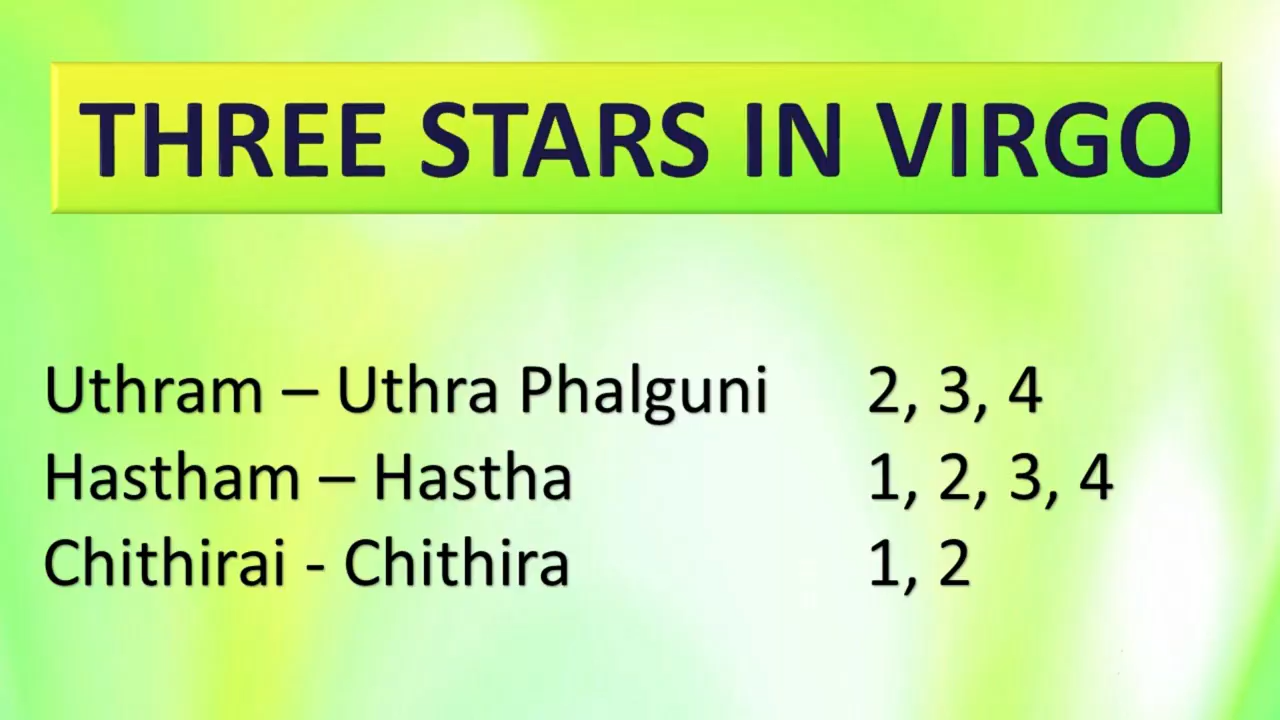 THREE STARS IN VIRGO
Uthram – Uthra Phalguni 2, 3, 4
Hastham – Hastha 1, 2, 3, 4
Chithirai - Chithira 1, 2